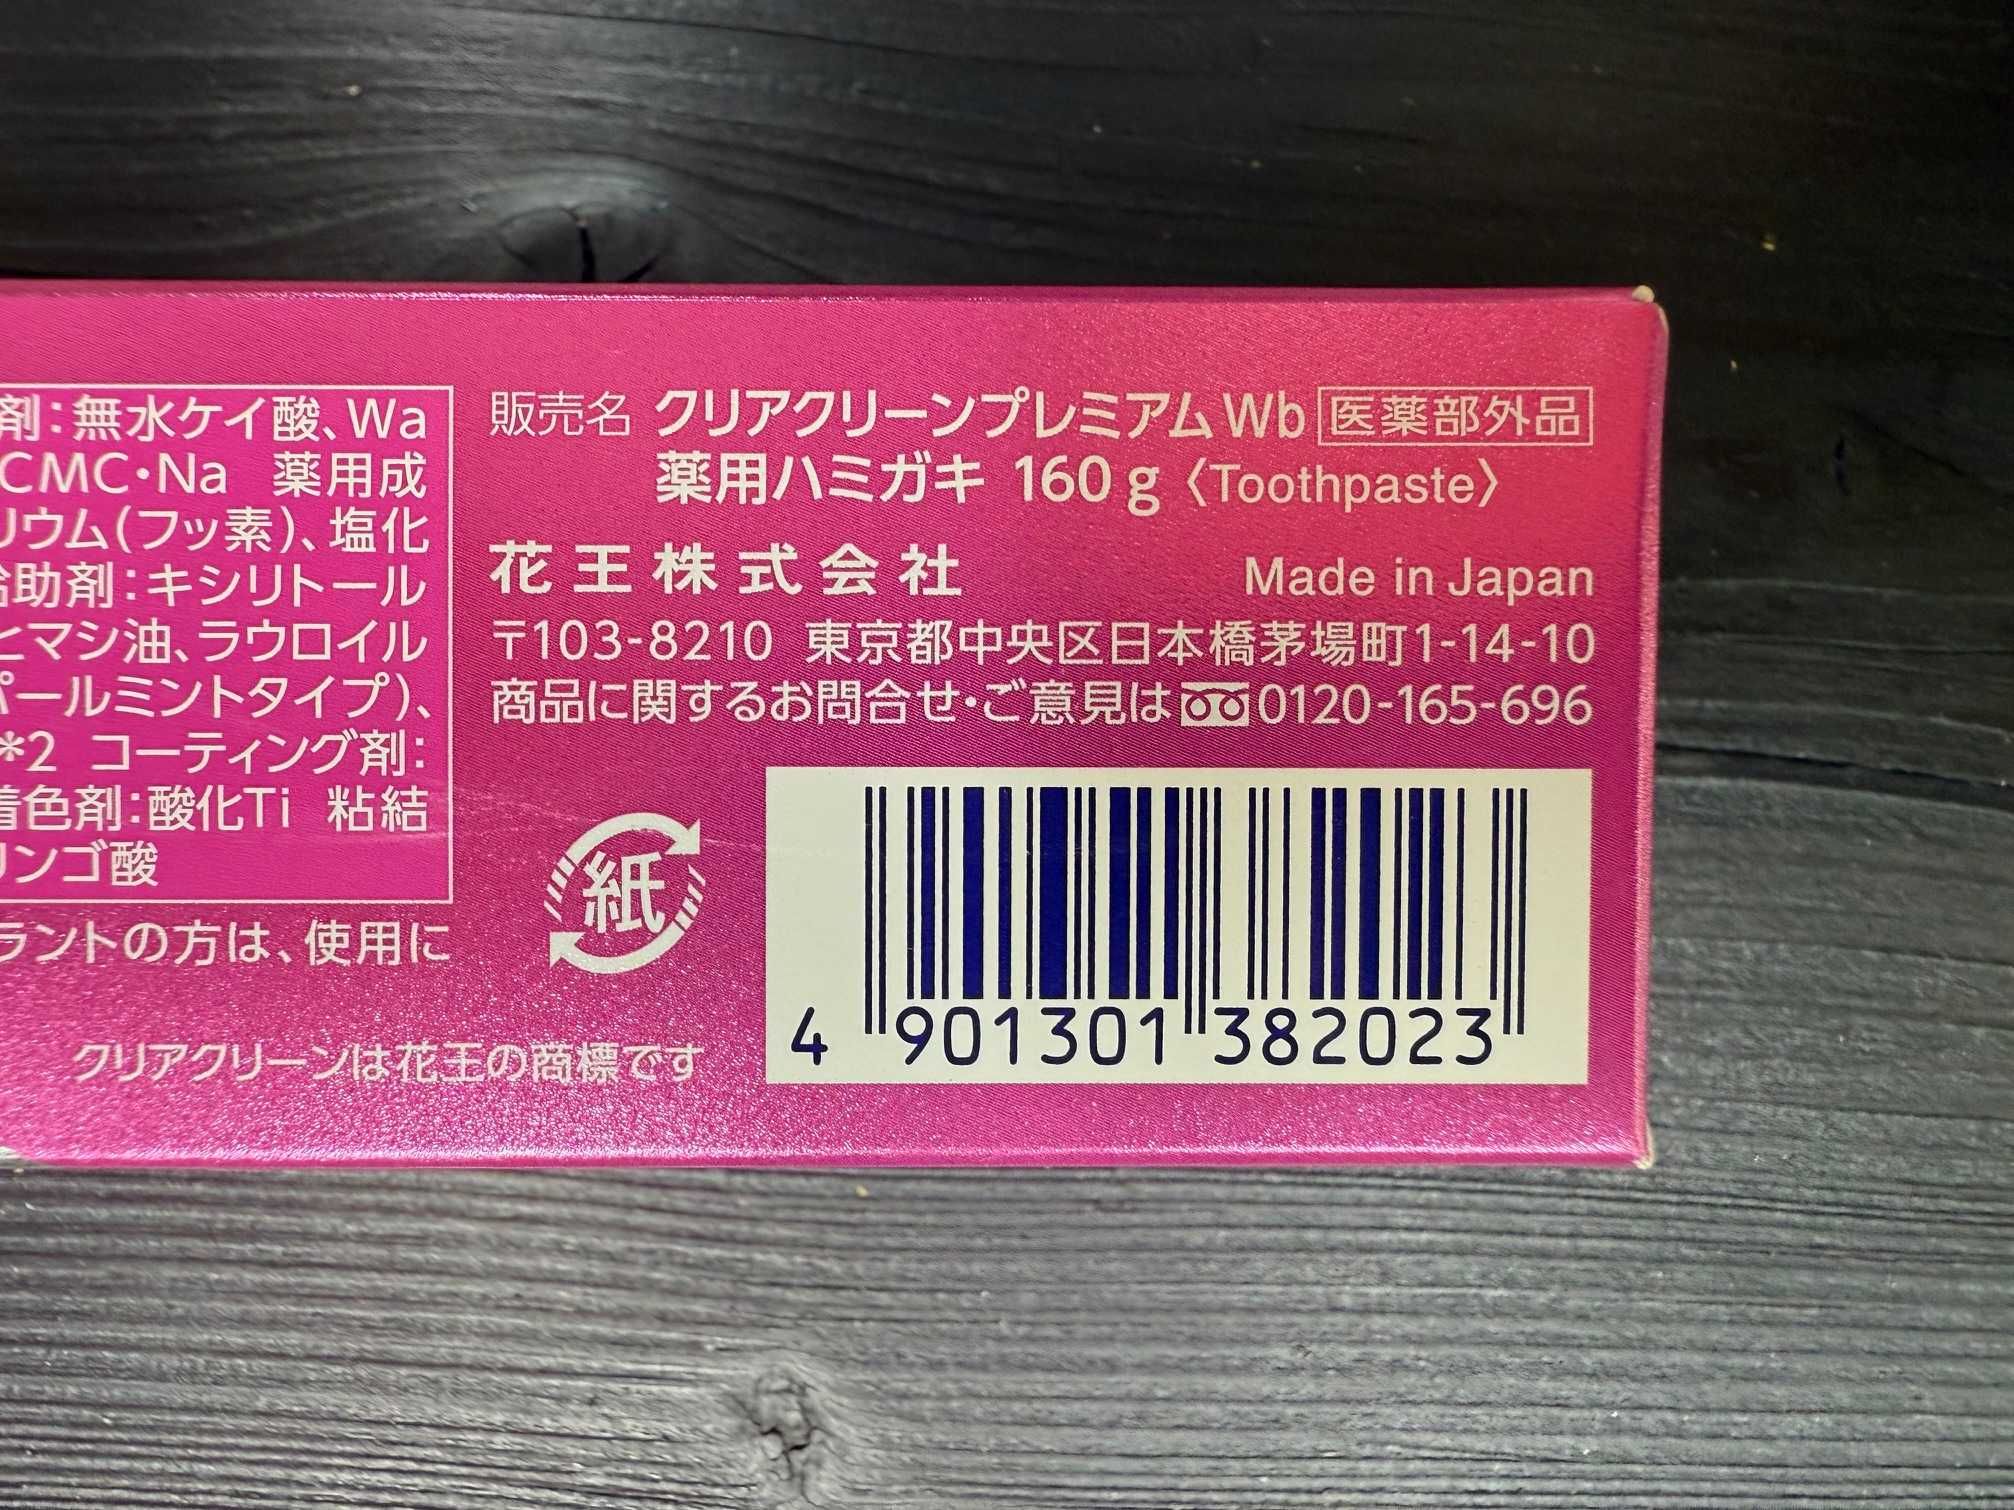 剤：無水ケイ酸、Wa
CMC・Na 薬用成
リウム(フッ素)、塩化
助剤：キシリトール
ヒマシ油、ラウロイル
パールミントタイプ)、
*2 コーティング剤：
着色剤：酸化Ti 粘結
リンゴ酸
ラントの方は、使用に
クリアクリーンは花王の商標です
販売名 クリアクリーンプレミアムWb 医薬部外品
薬用ハミガキ 160g〈Toothpaste〉
花王株式会社 Made in Japan
〒103-8210 東京都中央区日本橋茅場町1-14-10
商品に関するお問合せ・ご意見は 0120-165-696
紙
4 901301 382023